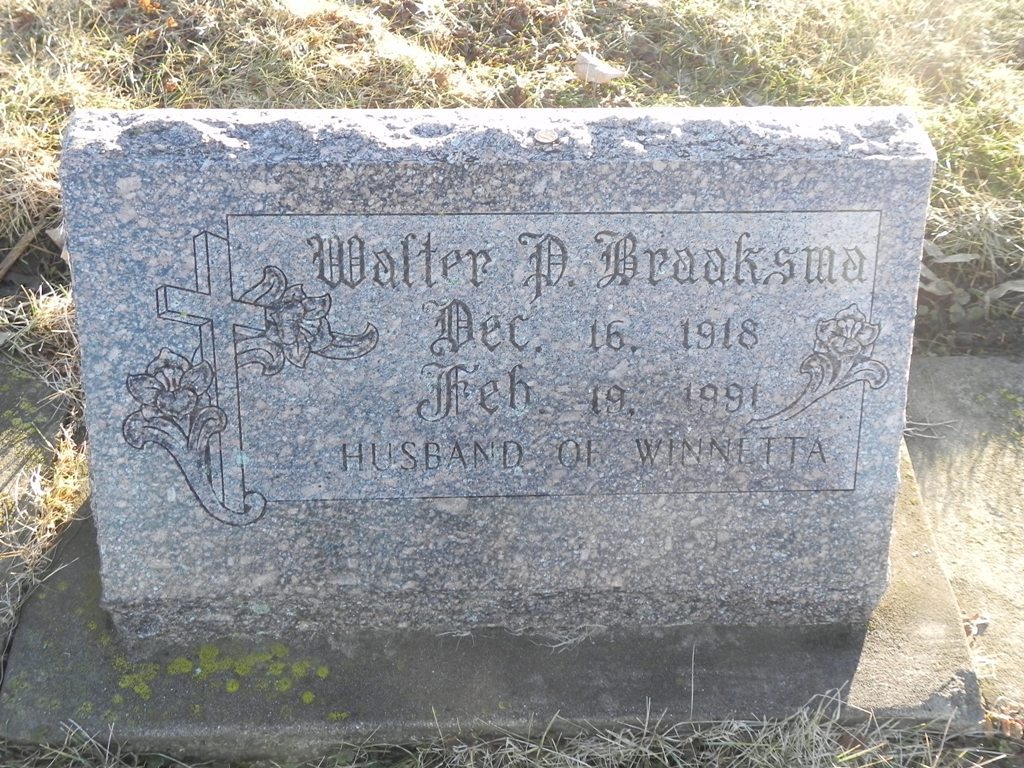 Walter P. Braaksma
Dec. 16. 1918
Feb. 19. 1991
HUSBAND OF WINNETTA